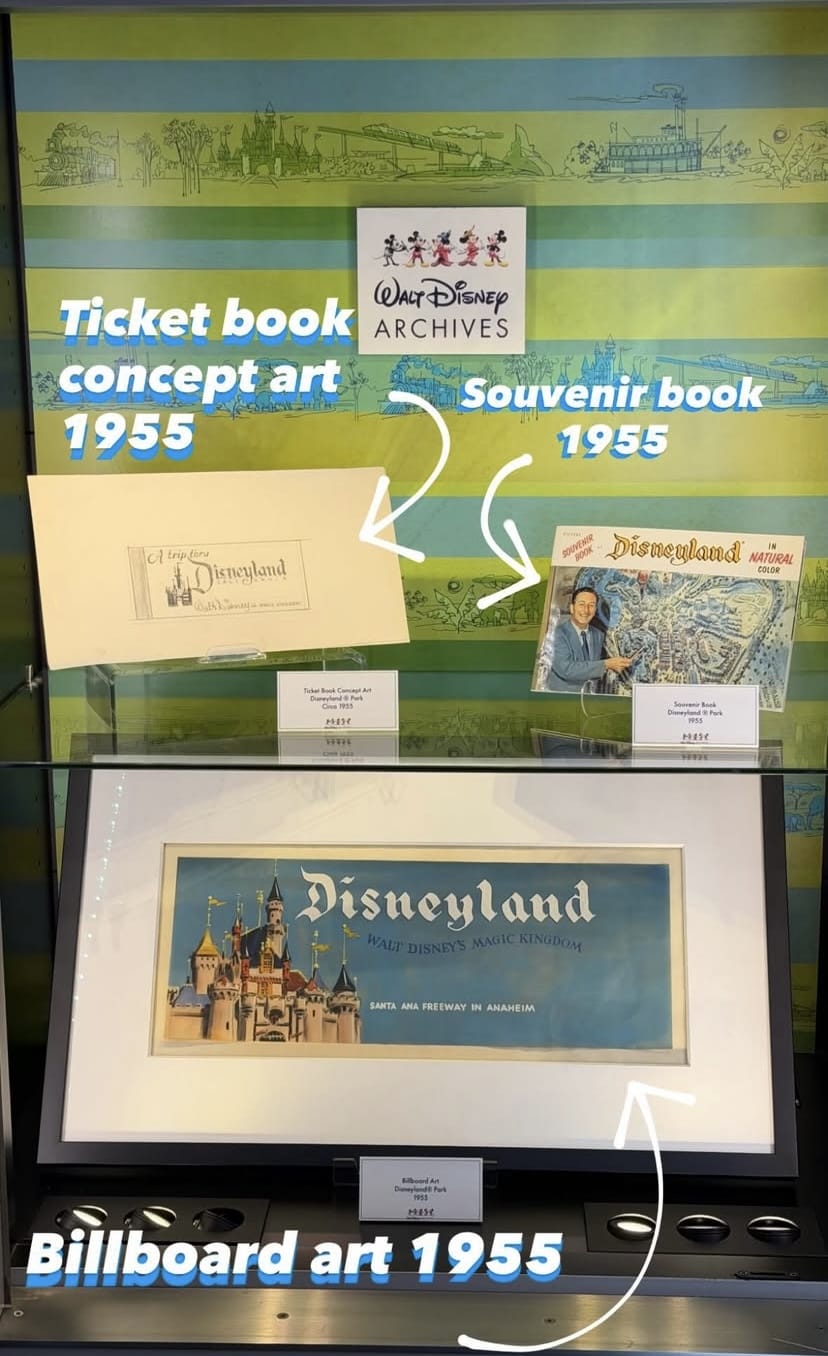 WALT DISNEY
ARCHIVES
Ticket book
concept art
1955
Souvenir book
1955
A trip thru
Disneyland
SOUVENIR
BOOK
Disneyland
IN
NATURAL
COLOR
Ticket Book Concept Art
Disneyland ® Park
Circa 1955
Souvenir Book
Disneyland ® Park
1955
Disneyland
WALT DISNEY'S MAGIC KINGDOM
SANTA ANA FREEWAY IN ANAHEIM
Billboard Art
Disneyland® Park
1955
Billboard art 1955